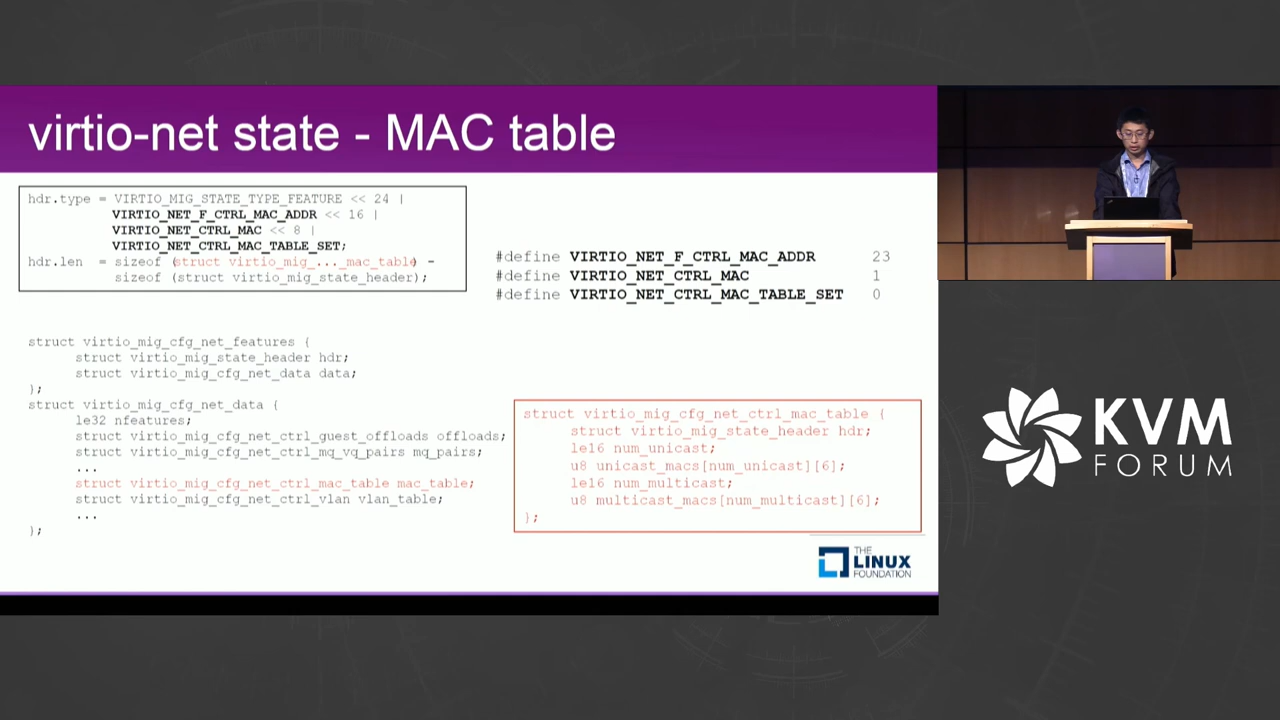 virtio-net state - MAC table
hdr.type = VIRTIO_MIG_STATE_TYPE_FEATURE << 24 |
VIRTIO_NET_F_CTRL_MAC_ADDR << 16 |
VIRTIO_NET_CTRL_MAC << 8 |
VIRTIO_NET_CTRL_MAC_TABLE_SET;
hdr.len = sizeof (struct virtio_mig_..._mac_table) -
sizeof (struct virtio_mig_state_header);
#define VIRTIO_NET_F_CTRL_MAC_ADDR 23
#define VIRTIO_NET_CTRL_MAC 1
#define VIRTIO_NET_CTRL_MAC_TABLE_SET 0
struct virtio_mig_cfg_net_features {
struct virtio_mig_state_header hdr;
struct virtio_mig_cfg_net_data data;
};
struct virtio_mig_cfg_net_data {
le32 nfeatures;
struct virtio_mig_cfg_net_ctrl_guest_offloads offloads;
struct virtio_mig_cfg_net_ctrl_mq_vq_pairs mq_pairs;
...
struct virtio_mig_cfg_net_ctrl_mac_table mac_table;
struct virtio_mig_cfg_net_ctrl_vlan vlan_table;
...
};
struct virtio_mig_cfg_net_ctrl_mac_table {
struct virtio_mig_state_header hdr;
le16 num_unicast;
u8 unicast_macs[num_unicast][6];
le16 num_multicast;
u8 multicast_macs[num_multicast][6];
};
THE
LINUX
FOUNDATION
KVM
FORUM